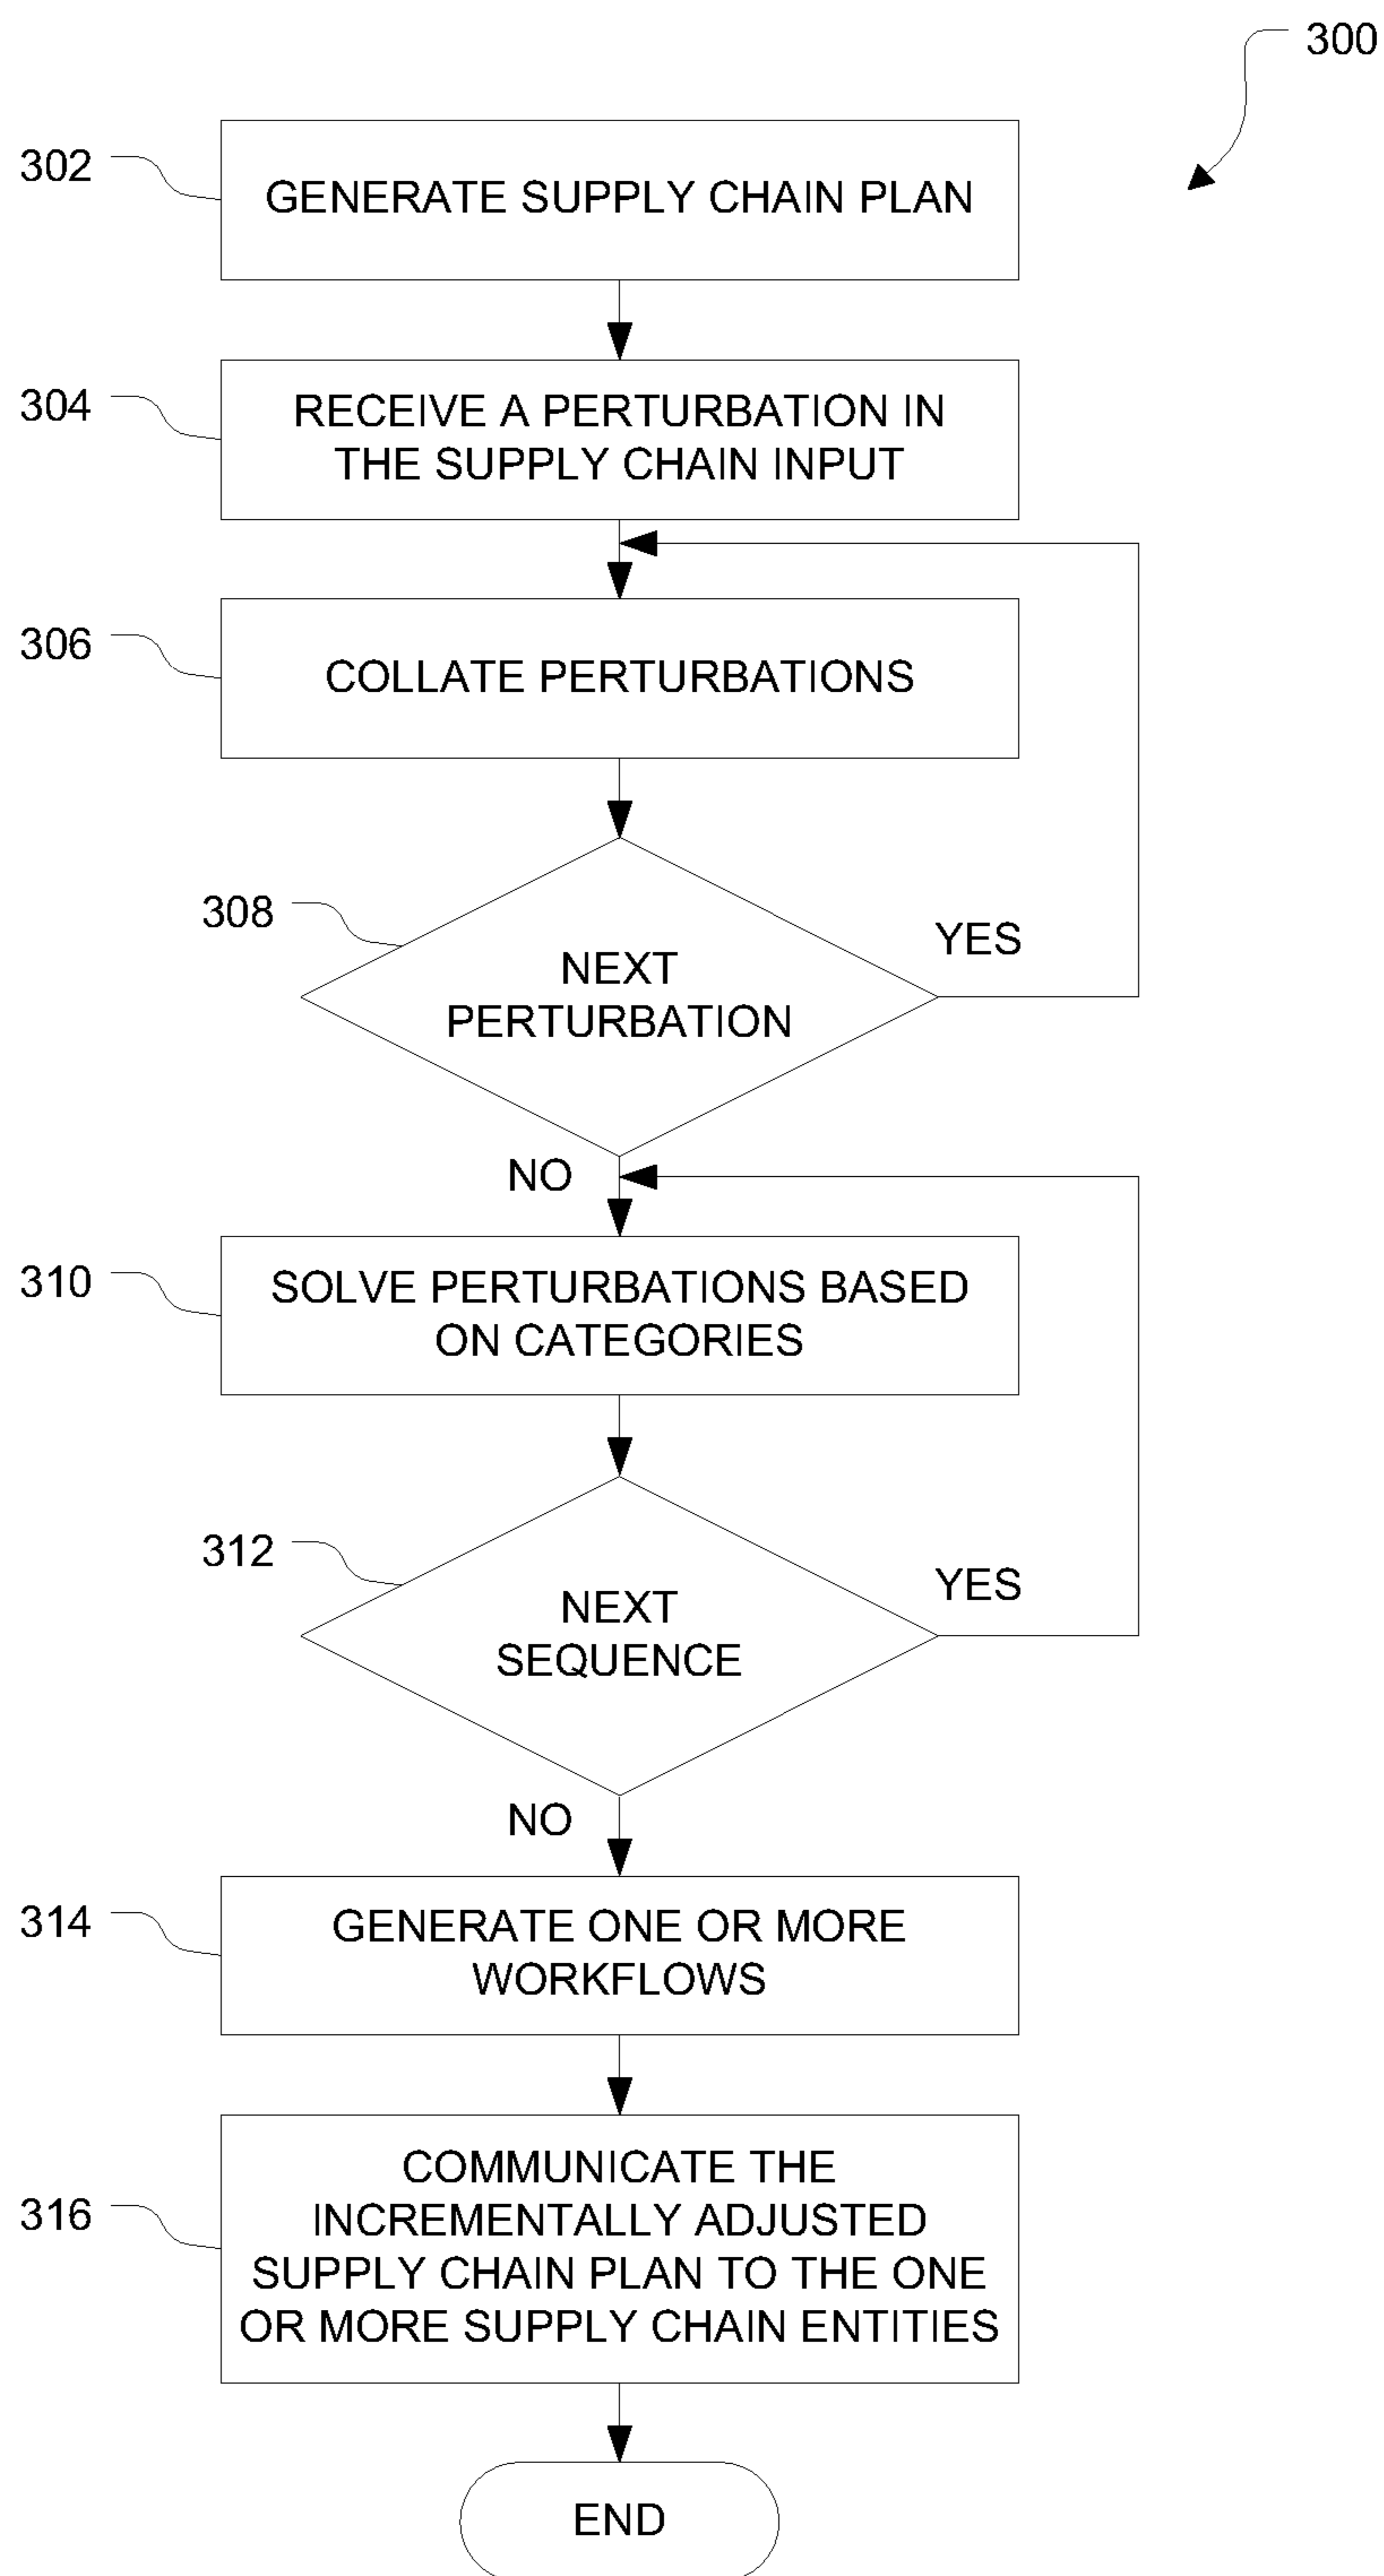 300
302
GENERATE SUPPLY CHAIN PLAN
304
RECEIVE A PERTURBATION IN
THE SUPPLY CHAIN INPUT
306
COLLATE PERTURBATIONS
308
NEXT
PERTURBATION
YES
NO
310
SOLVE PERTURBATIONS BASED
ON CATEGORIES
312
NEXT
SEQUENCE
YES
NO
314
GENERATE ONE OR MORE
WORKFLOWS
316
COMMUNICATE THE
INCREMENTALLY ADJUSTED
SUPPLY CHAIN PLAN TO THE ONE
OR MORE SUPPLY CHAIN ENTITIES
END